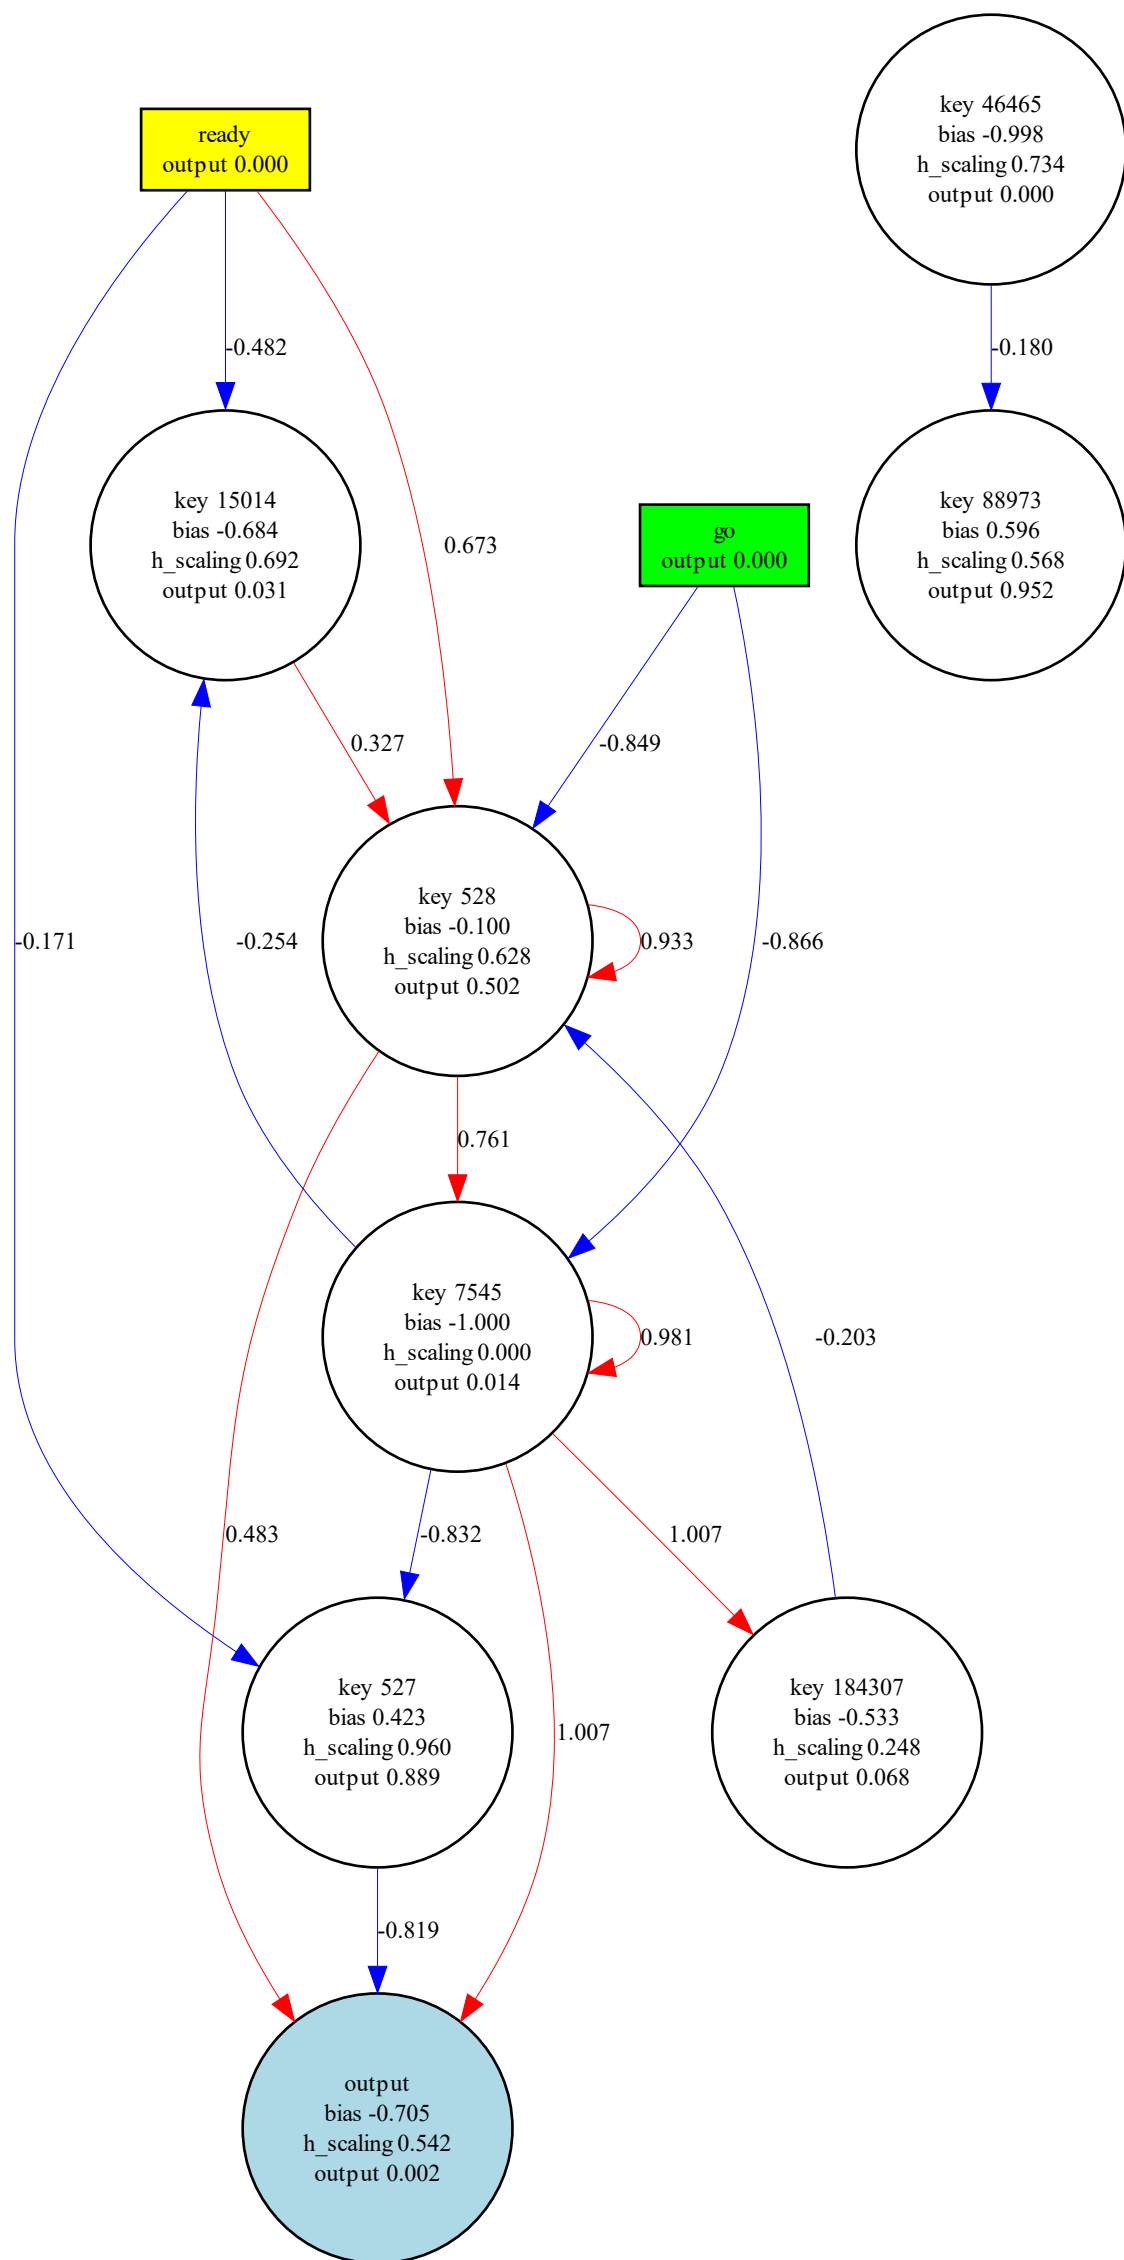 key 46465
bias -0.998
h_scaling 0.734
output 0.000
ready
output 0.000
-0.482
-0.180
key 15014
bias -0.684
h_scaling 0.692
output 0.031
0.673
go
output 0.000
key 88973
bias 0.596
h_scaling 0.568
output 0.952
0.327
-0.849
-0.171
-0.254
key 528
bias -0.100
h_scaling 0.628
output 0.502
0.933
-0.866
0.761
key 7545
bias -1.000
h_scaling 0.000
output 0.014
0.981
-0.203
0.483
-0.832
1.007
key 527
bias 0.423
h_scaling 0.960
output 0.889
1.007
key 184307
bias -0.533
h_scaling 0.248
output 0.068
-0.819
output
bias -0.705
h_scaling 0.542
output 0.002